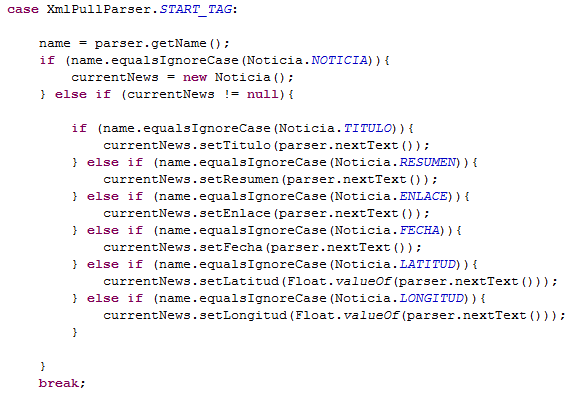 case XmlPullParser.START_TAG:
name = parser.getName();
if (name.equalsIgnoreCase(Noticia.NOTICIA)){
currentNews = new Noticia();
} else if (currentNews != null){
if (name.equalsIgnoreCase(Noticia.TITULO)){
currentNews.setTitulo(parser.nextText());
} else if (name.equalsIgnoreCase(Noticia.RESUMEN)){
currentNews.setResumen(parser.nextText());
} else if (name.equalsIgnoreCase(Noticia.ENLACE)){
currentNews.setEnlace(parser.nextText());
} else if (name.equalsIgnoreCase(Noticia.FECHA)){
currentNews.setFecha(parser.nextText());
} else if (name.equalsIgnoreCase(Noticia.LATITUD)){
currentNews.setLatitud(Float.valueOf(parser.nextText()));
} else if (name.equalsIgnoreCase(Noticia.LONGITUD)){
currentNews.setLongitud(Float.valueOf(parser.nextText()));
}
}
break;